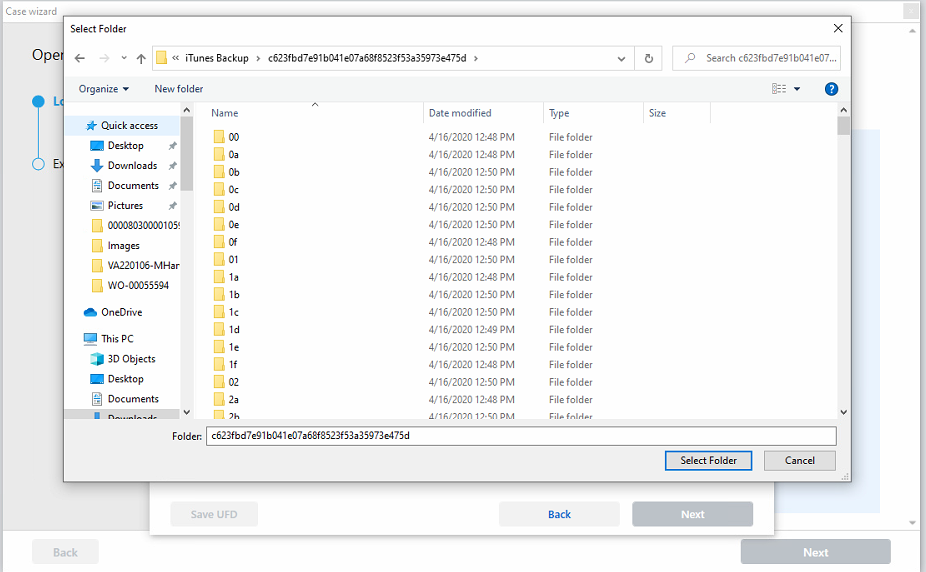 Case wizard
Select Folder
Oper
« iTunes Backup > c623fbd7e91b041e07a68f8523f53a35973e475d >
Search c623fbd7e91b041e07...
Organize
New folder
Name Date modified Type Size
Lo
Ex
Quick access
Desktop
Downloads
Documents
Pictures
00008030000105
Images
VA220106-MHar
WO-00055594
OneDrive
This PC
3D Objects
Desktop
Documents
Downloads
00 4/16/2020 12:48 PM File folder
0a 4/16/2020 12:48 PM File folder
0b 4/16/2020 12:50 PM File folder
0c 4/16/2020 12:50 PM File folder
0d 4/16/2020 12:50 PM File folder
0e 4/16/2020 12:50 PM File folder
0f 4/16/2020 12:48 PM File folder
01 4/16/2020 12:50 PM File folder
1a 4/16/2020 12:48 PM File folder
1b 4/16/2020 12:50 PM File folder
1c 4/16/2020 12:50 PM File folder
1d 4/16/2020 12:49 PM File folder
1e 4/16/2020 12:50 PM File folder
1f 4/16/2020 12:48 PM File folder
02 4/16/2020 12:50 PM File folder
2a 4/16/2020 12:48 PM File folder
2b 4/16/2020 12:50 PM File folder
Folder: c623fbd7e91b041e07a68f8523f53a35973e475d
Select Folder Cancel
Save UFD Back Next
Back Next